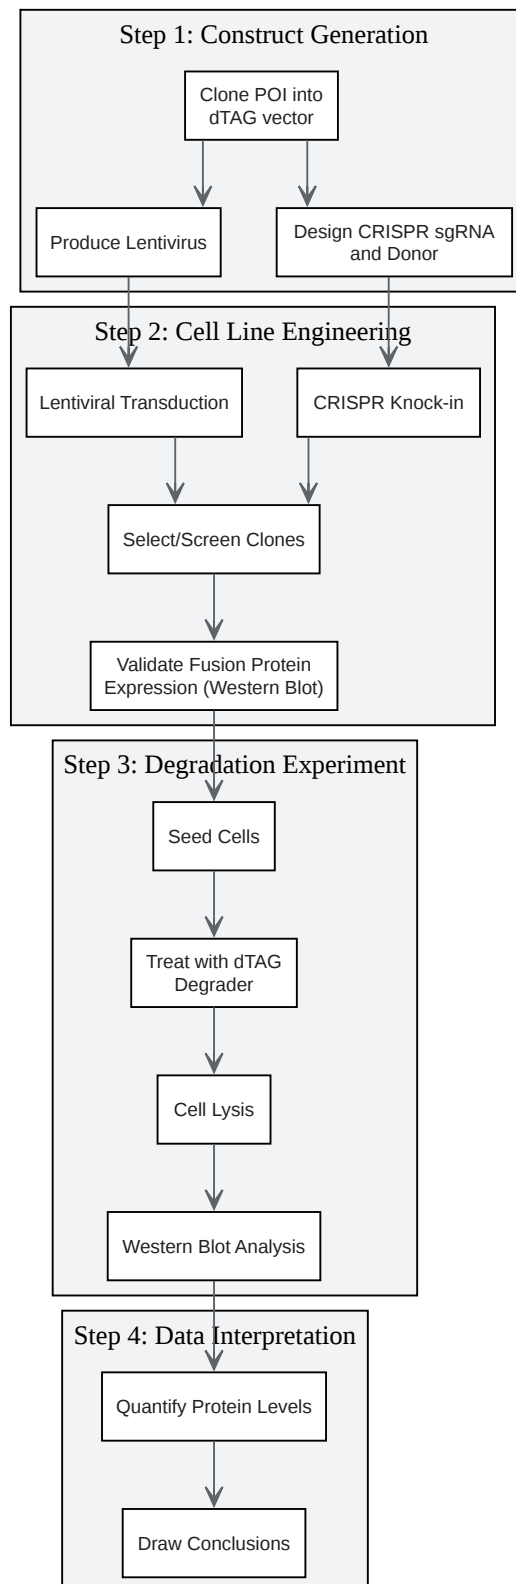 Step 1: Construct Generation
Clone POI into
dTAG vector
Produce Lentivirus
Design CRISPR sgRNA
and Donor
Step 2: Cell Line Engineering
Lentiviral Transduction
CRISPR Knock-in
Select/Screen Clones
Validate Fusion Protein
Expression (Western Blot)
Step 3: Degradation Experiment
Seed Cells
Treat with dTAG
Degrader
Cell Lysis
Western Blot Analysis
Step 4: Data Interpretation
Quantify Protein Levels
Draw Conclusions